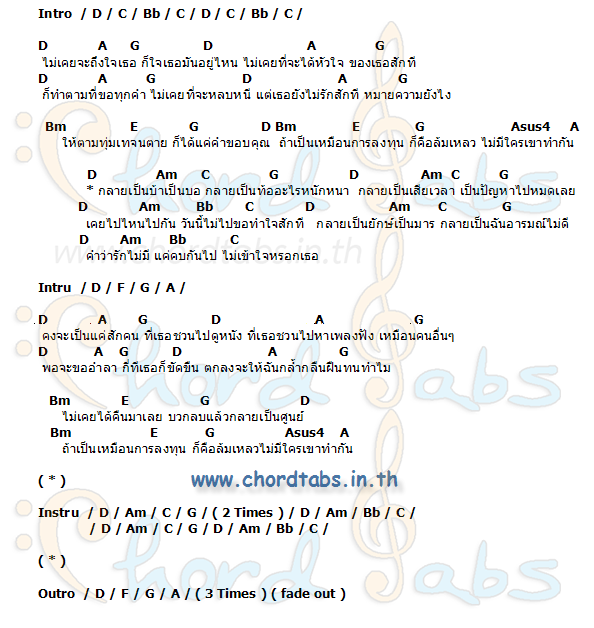 Intro / D / C / Bb / C / D / C / Bb / C /
D A G D A G
ไม่เคยจะถึงใจเธอ ก็ใจเธอมันอยู่ไหน ไม่เคยที่จะได้หัวใจ ของเธอสักที
D A G D A G
ก็ทำตามที่ขอทุกคำ ไม่เคยที่จะหลบหนี แต่เธอยังไม่รักสักที หมายความยังไง
Bm E G D Bm E G Asus4 A
ให้ตามทุ่มเทจนตาย ก็ได้แค่คำขอบคุณ ถ้าเป็นเหมือนการลงทุน ก็คือล้มเหลว ไม่มีใครเขาทำกัน
D Am C G D Am C G
* กลายเป็นบ้าเป็นบอ กลายเป็นท้ออะไรหนักหนา กลายเป็นเสียเวลา เป็นปัญหาไปหมดเลย
D Am Bb C D Am C G
เคยไปไหนไปกัน วันนี้ไม่ไปขอทำใจสักที กลายเป็นยักษ์เป็นมาร กลายเป็นฉันอารมณ์ไม่ดี
D Am Bb C
คำว่ารักไม่มี แค่คบกันไป ไม่เข้าใจหรอกเธอ
www.chordtabs.in.th
Intru / D / F / G / A /
D A G D A G
คงจะเป็นแค่สักคน ที่เธอชวนไปดูหนัง ที่เธอชวนไปหาเพลงฟัง เหมือนคนอื่นๆ
D A G D A G
พอจะขออำลา กี่ทีเธอก็ขัดขืน ตกลงจะให้ฉันกล้ำกลืนฝืนทนทำไม
Bm E G D
ไม่เคยได้คืนมาเลย บวกลบแล้วกลายเป็นศูนย์
Bm E G Asus4 A
ถ้าเป็นเหมือนการลงทุน ก็คือล้มเหลวไม่มีใครเขาทำกัน
( * )
www.chordtabs.in.th
Instru / D / Am / C / G / ( 2 Times ) / D / Am / Bb / C /
/ D / Am / C / G / D / Am / Bb / C /
( * )
Outro / D / F / G / A / ( 3 Times ) ( fade out )